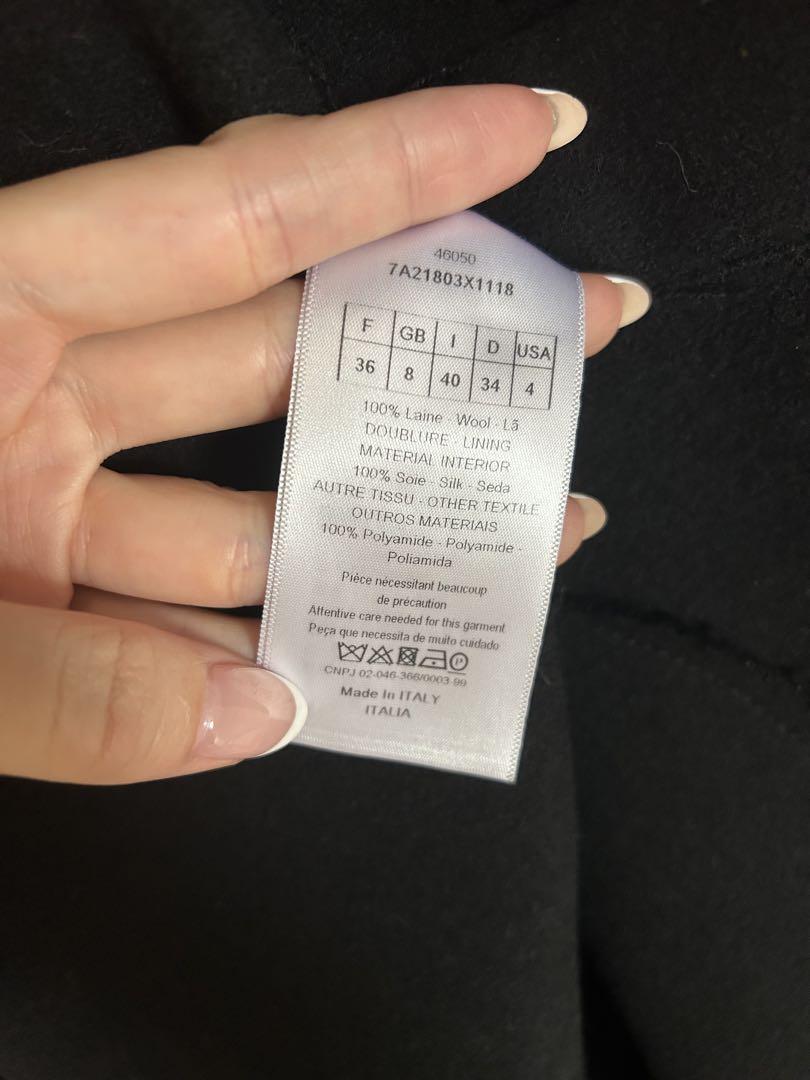 46050
7A21803X1118
F GB I D USA
36 8 40 34 4
100% Laine - Wool - Lã
DOUBLURE - LINING
MATERIAL INTERIOR
100% Soie - Silk - Seda
AUTRE TISSU - OTHER TEXTILE
OUTROS MATERIAIS
100% Polyamide - Polyamide -
Poliamida
Pièce nécessitant beaucoup
de précaution
Attentive care needed for this garment
Peça que necessita de muito cuidado
P
CNPJ 02-046-366/0003-99
Made In ITALY
ITALIA